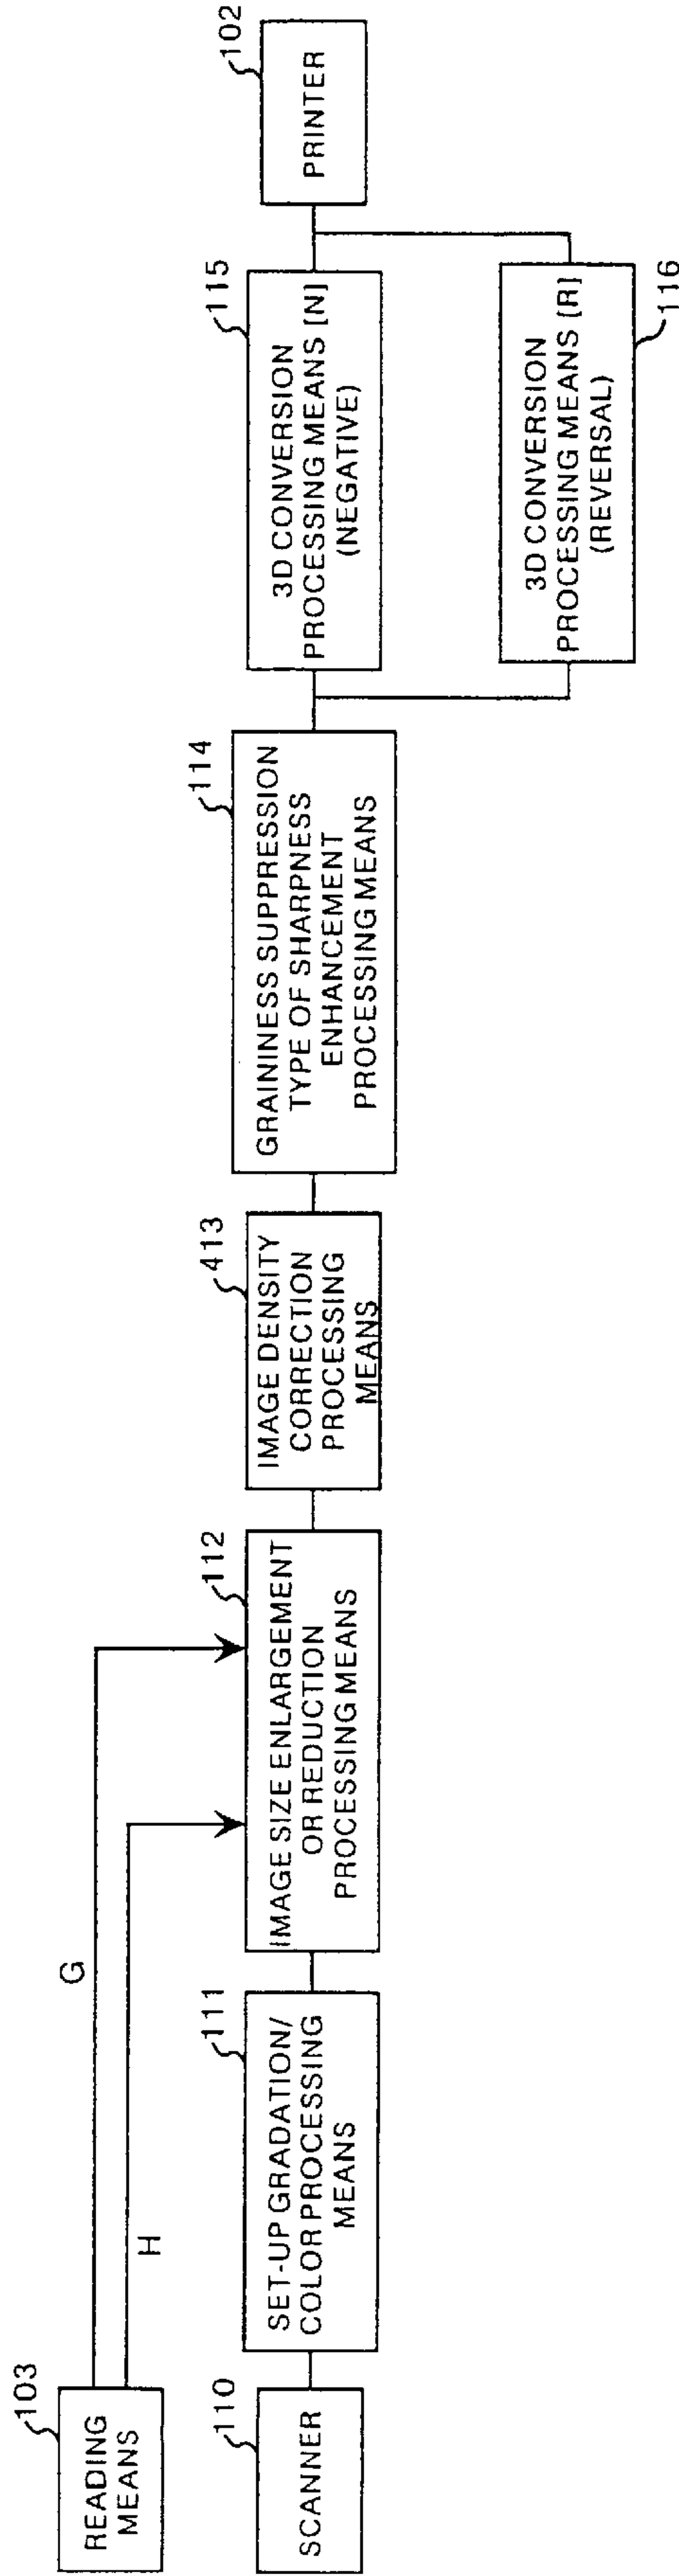 103
READING
MEANS
G
H
110
SCANNER
111
SET-UP GRADATION/
COLOR PROCESSING
MEANS
112
IMAGE SIZE ENLARGEMENT
OR REDUCTION
PROCESSING MEANS
413
IMAGE DENSITY
CORRECTION
PROCESSING
MEANS
114
GRAININESS SUPPRESSION
TYPE OF SHARPNESS
ENHANCEMENT
PROCESSING MEANS
115
3D CONVERSION
PROCESSING MEANS [N]
(NEGATIVE)
3D CONVERSION
PROCESSING MEANS [R]
(REVERSAL)
116
102
PRINTER